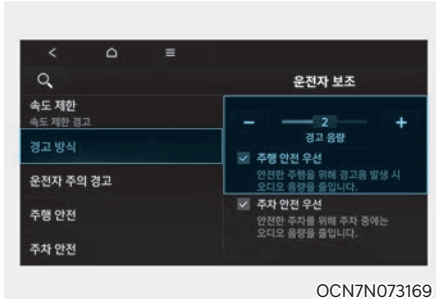 운전자 보조
속도 제한
속도 제한 경고
경고 방식
운전자 주의 경고
주행 안전
주차 안전
2
경고 음량
주행 안전 우선
안전한 주행을 위해 경고음 발생 시
오디오 음량을 줄입니다.
주차 안전 우선
안전한 주차를 위해 주차 중에는
오디오 음량을 줄입니다.
OCN7N073169